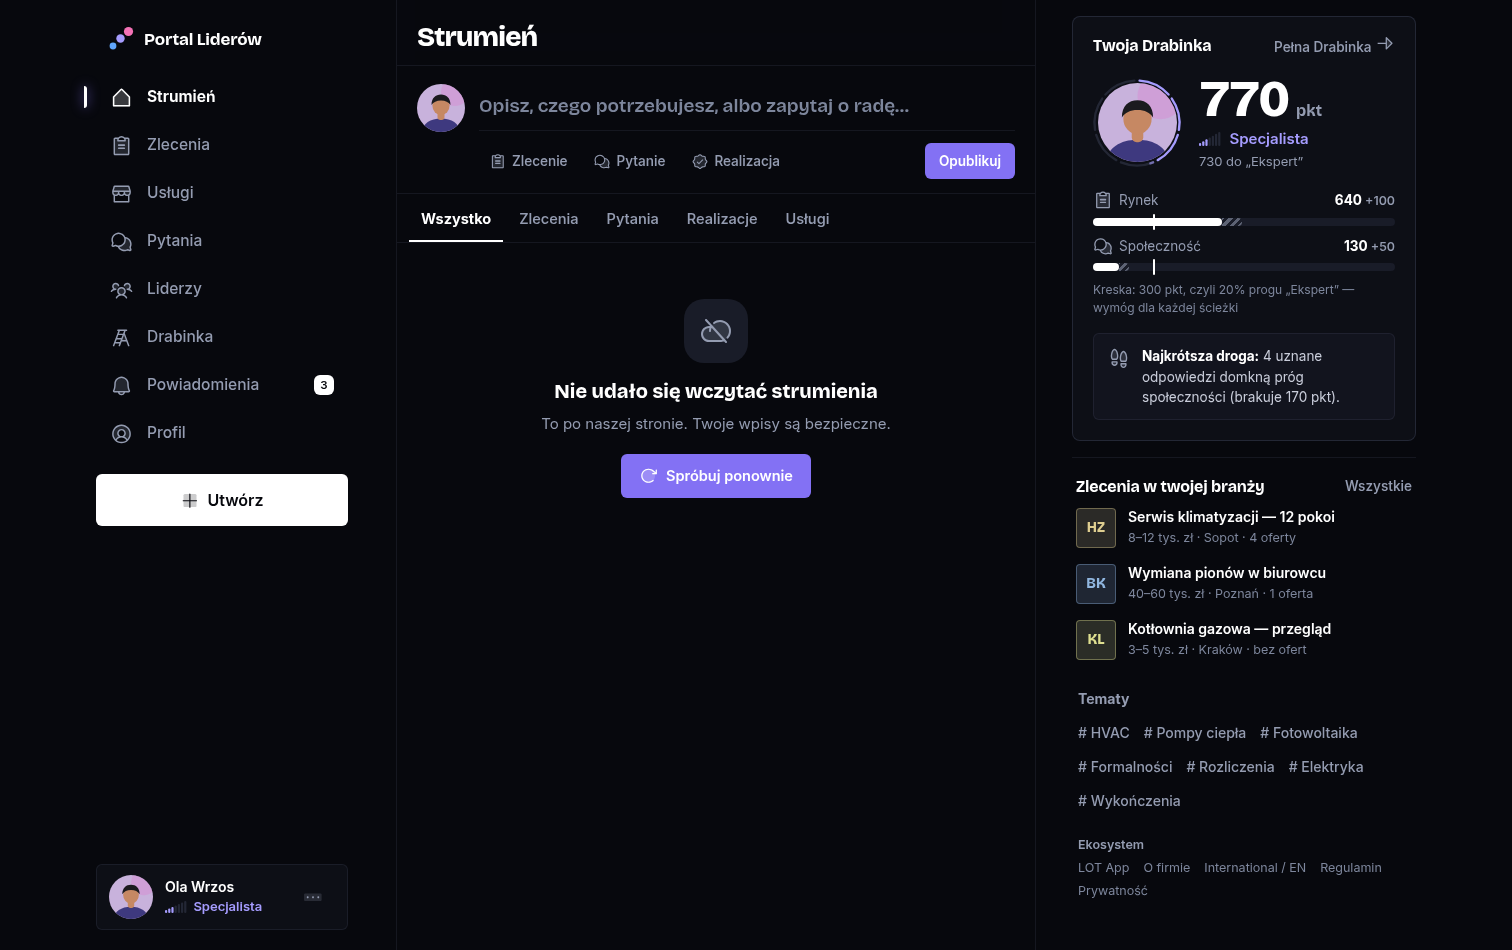 Portal Liderów
Strumień
Zlecenia
Usługi
Pytania
Liderzy
Drabinka
Powiadomienia 3
Profil
Utwórz
Ola Wrzos
Specjalista
Strumień
Opisz, czego potrzebujesz, albo zapytaj o radę...
Zlecenie Pytanie Realizacja Opublikuj
Wszystko Zlecenia Pytania Realizacje Usługi
Nie udało się wczytać strumienia
To po naszej stronie. Twoje wpisy są bezpieczne.
Spróbuj ponownie
Twoja Drabinka Pełna Drabinka
770 pkt
Specjalista
730 do „Ekspert”
Rynek 640 +100
Społeczność 130 +50
Kreska: 300 pkt, czyli 20% progu „Ekspert” —
wymóg dla każdej ścieżki
Najkrótsza droga: 4 uznane
odpowiedzi domkną próg
społeczności (brakuje 170 pkt).
Zlecenia w twojej branży Wszystkie
HZ Serwis klimatyzacji — 12 pokoi
8–12 tys. zł · Sopot · 4 oferty
BK Wymiana pionów w biurowcu
40–60 tys. zł · Poznań · 1 oferta
KL Kotłownia gazowa — przegląd
3–5 tys. zł · Kraków · bez ofert
Tematy
# HVAC # Pompy ciepła # Fotowoltaika
# Formalności # Rozliczenia # Elektryka
# Wykończenia
Ekosystem
LOT App O firmie International / EN Regulamin
Prywatność